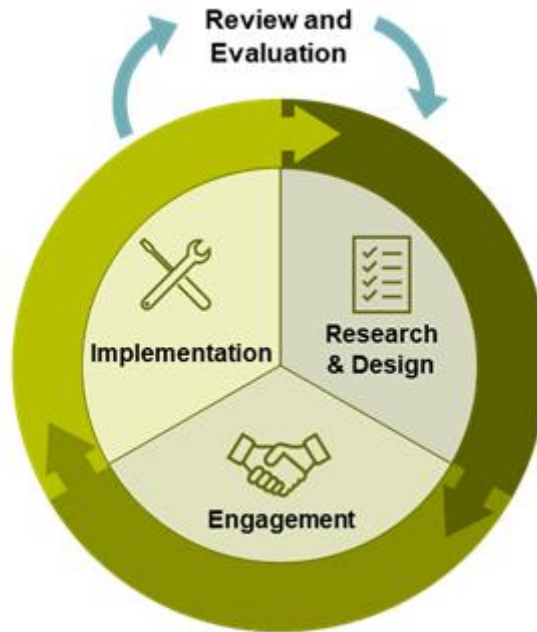 Review and
Evaluation
Implementation
Research
& Design
Engagement